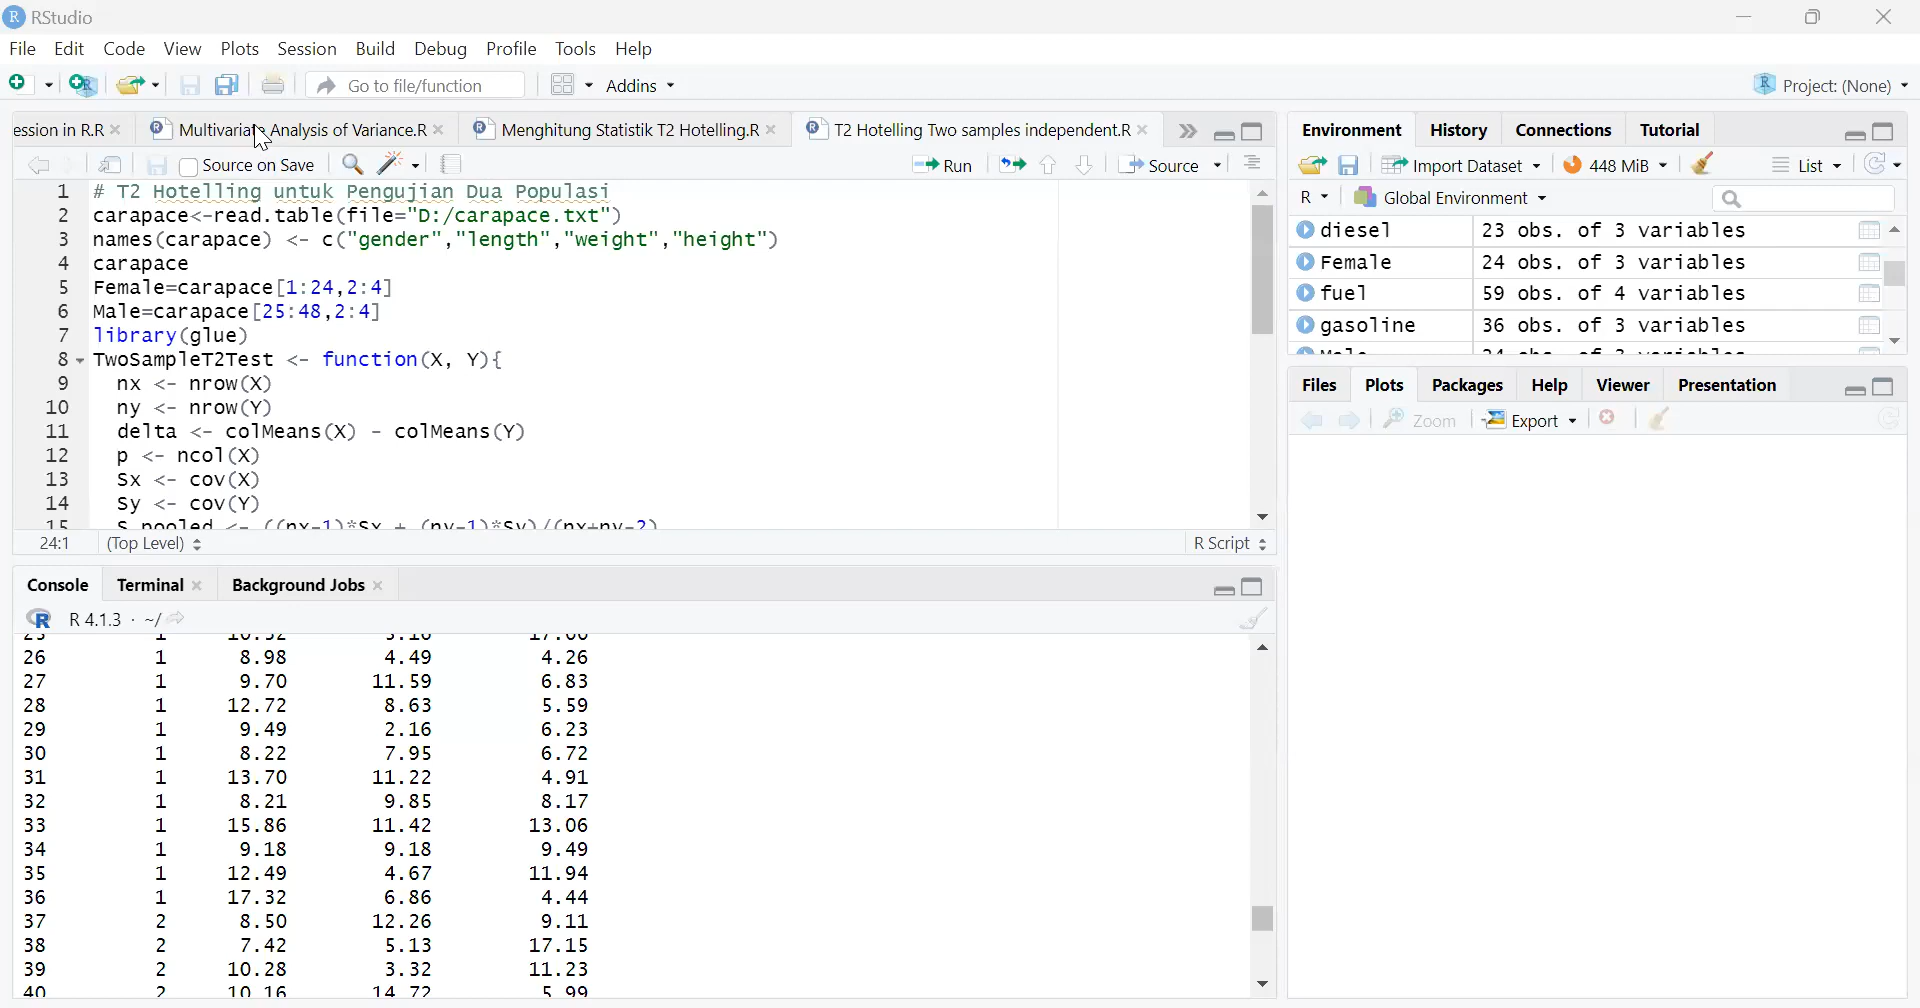 RStudio
File Edit Code View Plots Session Build Debug Profile Tools Help
Go to file/function Addins Project: (None)
ession in R.R Multivariate Analysis of Variance.R Menghitung Statistik T2 Hotelling.R T2 Hotelling Two samples independent.R
Source on Save Run Source
1 # T2 Hotelling untuk Pengujian Dua Populasi
2 carapace<-read.table(file="D:/carapace.txt")
3 names(carapace) <- c("gender","length","weight","height")
4 carapace
5 Female=carapace[1:24,2:4]
6 Male=carapace[25:48,2:4]
7 library(glue)
8 TwoSampleT2Test <- function(X, Y){
9 nx <- nrow(X)
10 ny <- nrow(Y)
11 delta <- colMeans(X) - colMeans(Y)
12 p <- ncol(X)
13 Sx <- cov(X)
14 Sy <- cov(Y)
15 S_pooled <- ((nx-1)*Sx + (ny-1)*Sy)/(nx+ny-2)
24:1 (Top Level) R Script
Console Terminal Background Jobs
R 4.1.3 · ~/
26 1 8.98 4.49 4.26
27 1 9.70 11.59 6.83
28 1 12.72 8.63 5.59
29 1 9.49 2.16 6.23
30 1 8.22 7.95 6.72
31 1 13.70 11.22 4.91
32 1 8.21 9.85 8.17
33 1 15.86 11.42 13.06
34 1 9.18 9.18 9.49
35 1 12.49 4.67 11.94
36 1 17.32 6.86 4.44
37 2 8.50 12.26 9.11
38 2 7.42 5.13 17.15
39 2 10.28 3.32 11.23
40 2 10.16 14.72 5.99
Environment History Connections Tutorial
Import Dataset 448 MiB List
R Global Environment
diesel 23 obs. of 3 variables
Female 24 obs. of 3 variables
fuel 59 obs. of 4 variables
gasoline 36 obs. of 3 variables
Male 24 obs. of 3 variables
Files Plots Packages Help Viewer Presentation
Zoom Export